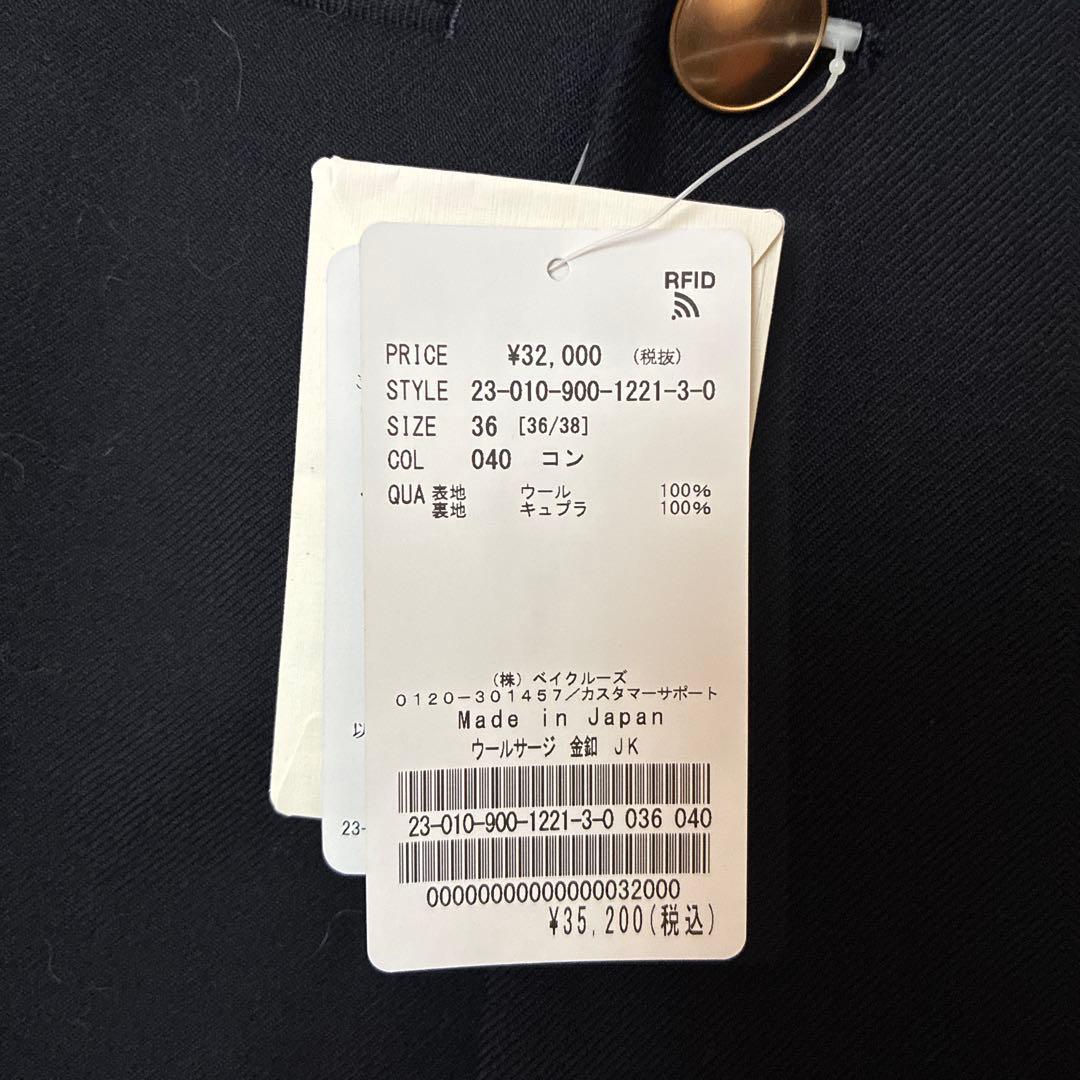 RFID
PRICE ¥32,000 (税抜)
STYLE 23-010-900-1221-3-0
SIZE 36 [36/38]
COL 040 コン
QUA 表地 ウール 100%
裏地 キュプラ 100%
(株)ベイクルーズ
0120-301457/カスタマーサポート
Made in Japan
ウールサージ 金釦 JK
23-010-900-1221-3-0 036 040
00000000000000032000
¥35,200(税込)
以
23-